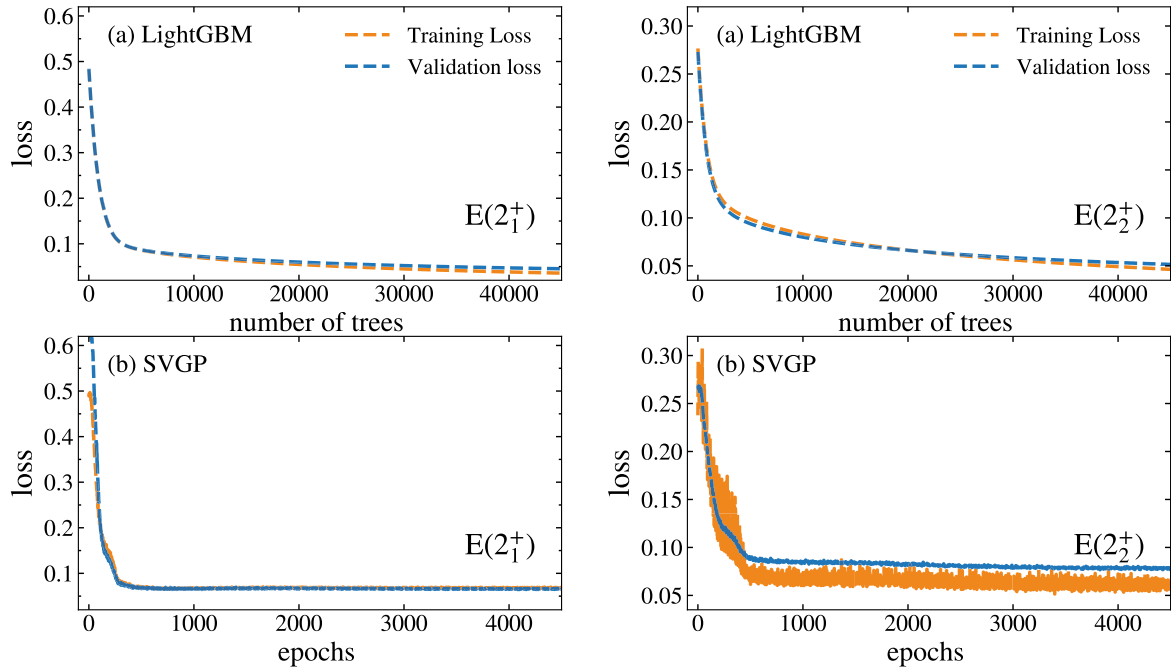 0.6
(a) LightGBM
Training Loss
Validation loss
0.5
0.4
0.3
0.2
0.1
loss
E(2₁⁺)
0 10000 20000 30000 40000
number of trees
0.30
(a) LightGBM
Training Loss
Validation loss
0.25
0.20
0.15
0.10
0.05
loss
E(2₂⁺)
0 10000 20000 30000 40000
number of trees
0.6
(b) SVGP
0.5
0.4
0.3
0.2
0.1
loss
E(2₁⁺)
0 1000 2000 3000 4000
epochs
0.30
(b) SVGP
0.25
0.20
0.15
0.10
0.05
loss
E(2₂⁺)
0 1000 2000 3000 4000
epochs